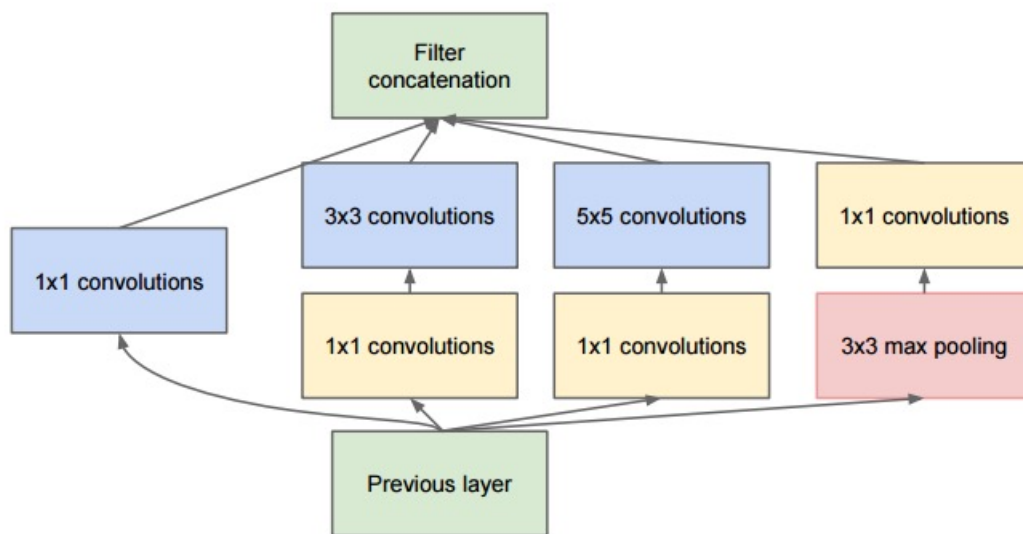 Filter
concatenation
3x3 convolutions
5x5 convolutions
1x1 convolutions
1x1 convolutions
1x1 convolutions
1x1 convolutions
3x3 max pooling
Previous layer